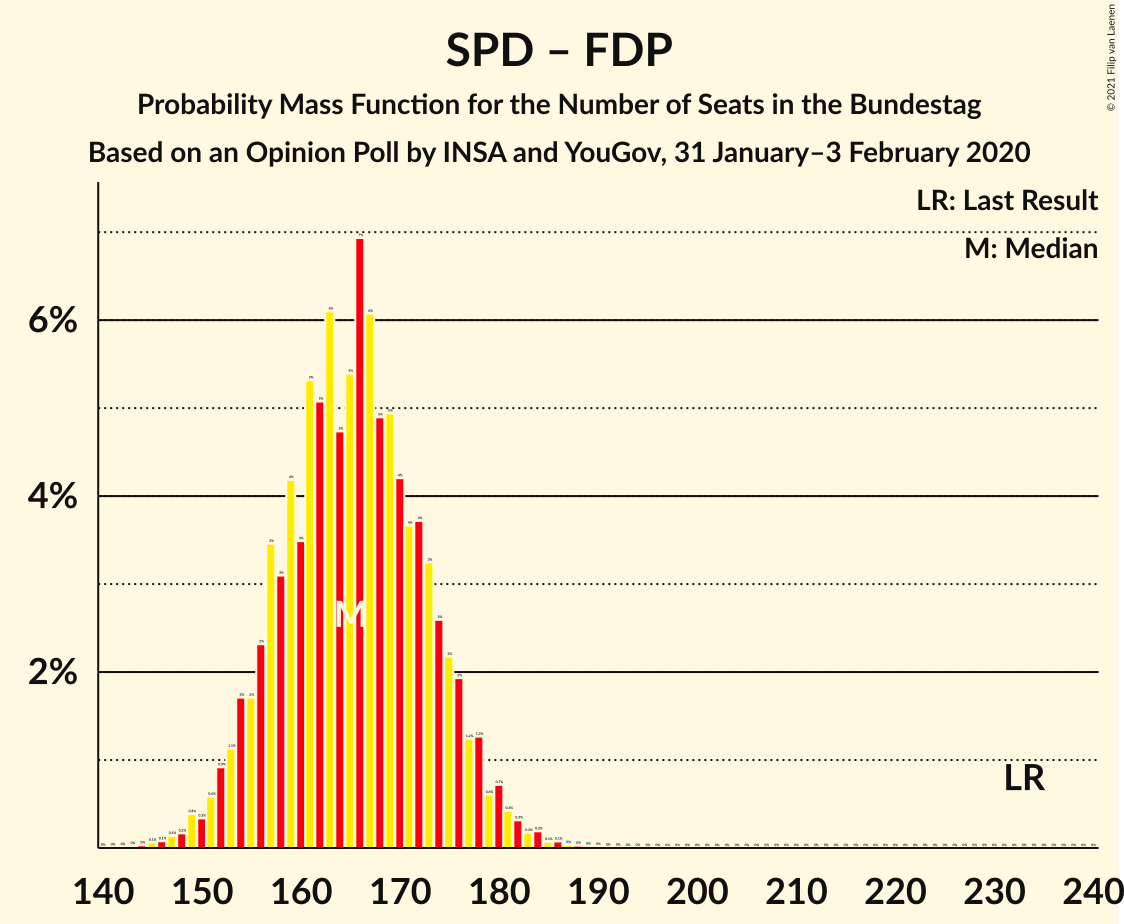 SPD – FDP
Probability Mass Function for the Number of Seats in the Bundestag
Based on an Opinion Poll by INSA and YouGov, 31 January–3 February 2020
© 2021 Filip van Laenen
LR: Last Result
M: Median
6%
4%
2%
M
LR
140 150 160 170 180 190 200 210 220 230 240